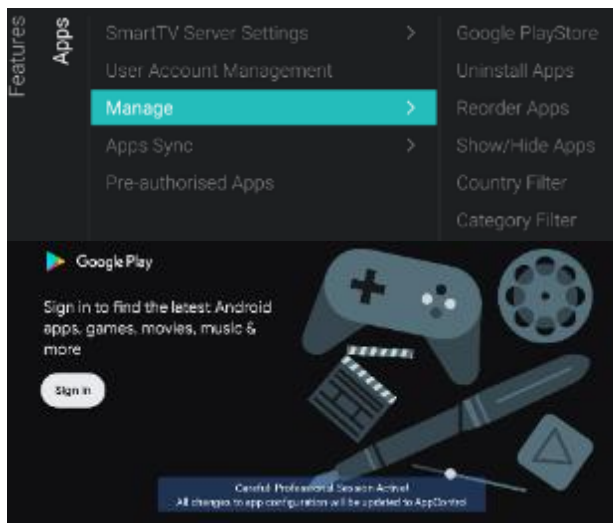 Features
Apps
SmartTV Server Settings >
User Account Management
Manage >
Apps Sync >
Pre-authorised Apps
Google PlayStore
Uninstall Apps
Reorder Apps
Show/Hide Apps
Country Filter
Category Filter
Google Play
Sign in to find the latest Android
apps, games, movies, music &
more
Sign in
Careful! Professional Session Active!
All changes to app configuration will be updated to AppControl